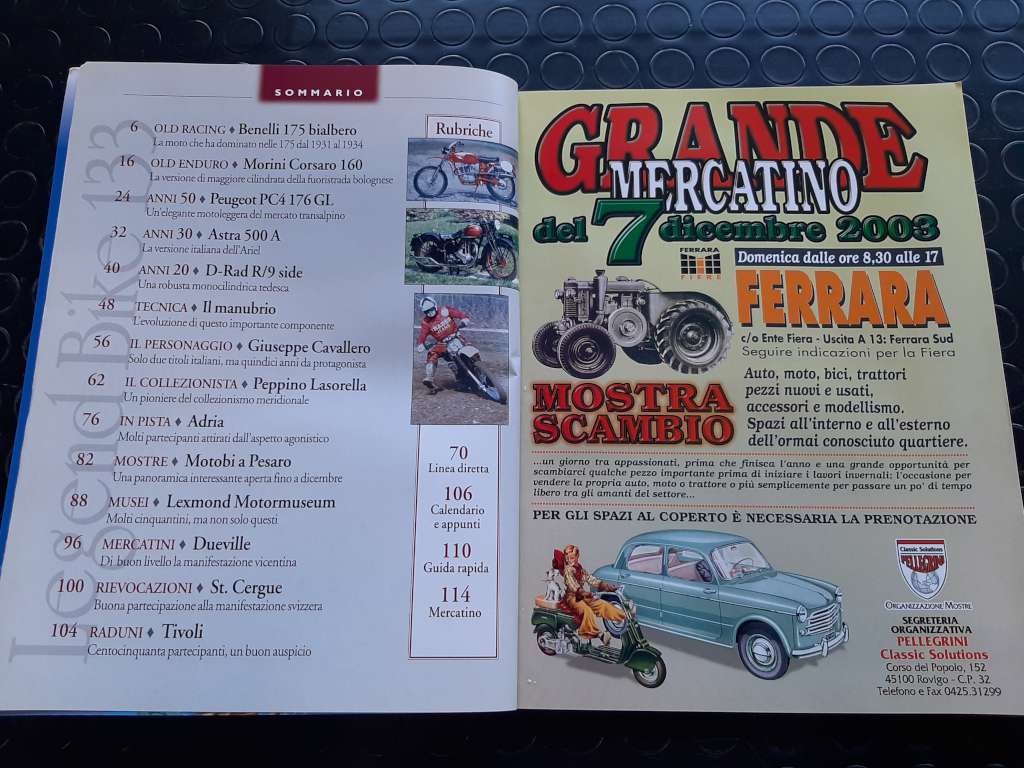 SOMMARIO
LegendBike 133
6 OLD RACING ♦ Benelli 175 bialbero
La moto che ha dominato nelle 175 dal 1931 al 1934
16 OLD ENDURO ♦ Morini Corsaro 160
La versione di maggiore cilindrata della fuoristrada bolognese
24 ANNI 50 ♦ Peugeot PC4 176 GL
Un'elegante motoleggera del mercato transalpino
32 ANNI 30 ♦ Astra 500 A
La versione italiana dell'Ariel
40 ANNI 20 ♦ D-Rad R/9 side
Una robusta monocilindrica tedesca
48 TECNICA ♦ Il manubrio
L'evoluzione di questo importante componente
56 IL PERSONAGGIO ♦ Giuseppe Cavallero
Solo due titoli italiani, ma quindici anni da protagonista
62 IL COLLEZIONISTA ♦ Peppino Lasorella
Un pioniere del collezionismo meridionale
76 IN PISTA ♦ Adria
Molti partecipanti attirati dall'aspetto agonistico
82 MOSTRE ♦ Motobi a Pesaro
Una panoramica interessante aperta fino a dicembre
88 MUSEI ♦ Lexmond Motormuseum
Molti cinquantini, ma non solo questi
96 MERCATINI ♦ Dueville
Di buon livello la manifestazione vicentina
100 RIEVOCAZIONI ♦ St. Cergue
Buona partecipazione alla manifestazione svizzera
104 RADUNI ♦ Tivoli
Centocinquanta partecipanti, un buon auspicio
Rubriche
70
Linea diretta
106
Calendario
e appunti
110
Guida rapida
114
Mercatino
GRANDE
MERCATINO
del 7 dicembre 2003
FERRARA
FIERE
Domenica dalle ore 8,30 alle 17
FERRARA
c/o Ente Fiera - Uscita A 13: Ferrara Sud
Seguire indicazioni per la Fiera
MOSTRA
SCAMBIO
Auto, moto, bici, trattori
pezzi nuovi e usati,
accessori e modellismo.
Spazi all'interno e all'esterno
dell'ormai conosciuto quartiere.
...un giorno tra appassionati, prima che finisca l'anno e una grande opportunità per
scambiarci qualche pezzo importante prima di iniziare i lavori invernali; l'occasione per
vendere la propria auto, moto o trattore o più semplicemente per passare un po' di tempo
libero tra gli amanti del settore...
PER GLI SPAZI AL COPERTO È NECESSARIA LA PRENOTAZIONE
Classic Solutions
PELLEGRINI
ORGANIZZAZIONE MOSTRE
SEGRETERIA
ORGANIZZATIVA
PELLEGRINI
Classic Solutions
Corso del Popolo, 152
45100 Rovigo - C.P. 32
Telefono e Fax 0425.31299